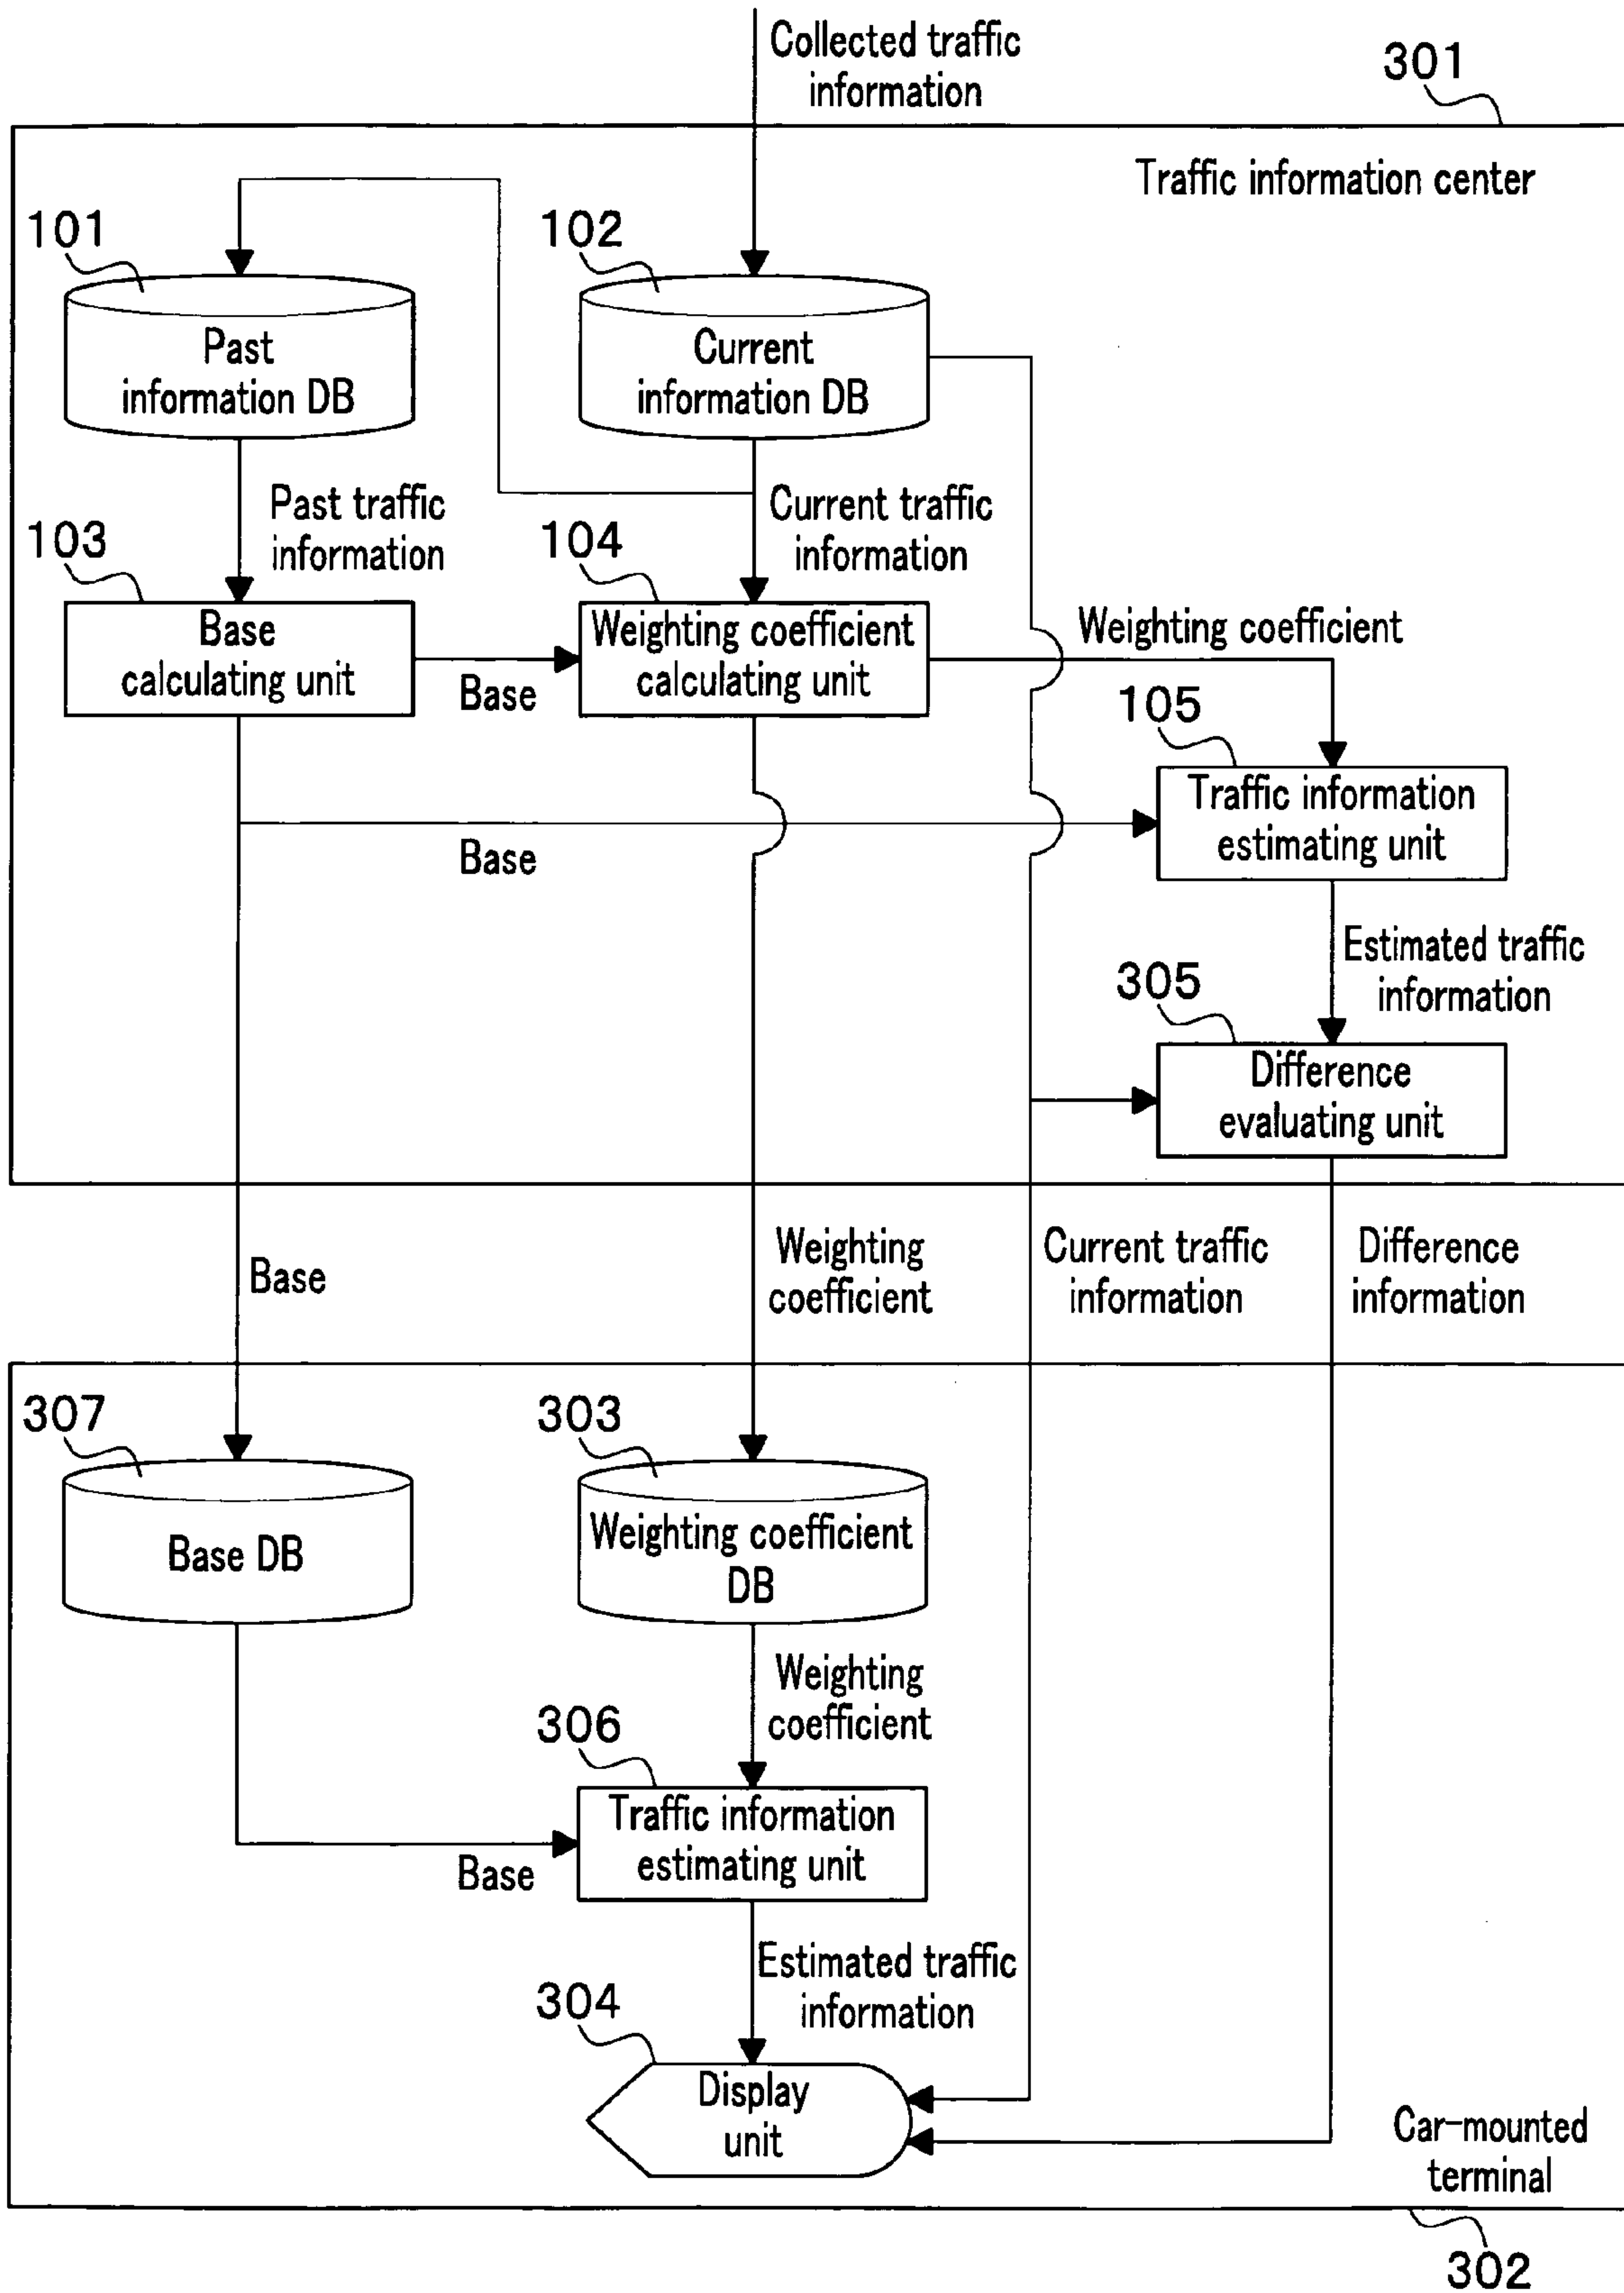 Collected traffic
information
301
Traffic information center
101
102
Past
information DB
Current
information DB
Past traffic
information
Current traffic
information
103
104
Base
calculating unit
Base
Weighting coefficient
calculating unit
Weighting coefficient
105
Traffic information
estimating unit
Base
Estimated traffic
information
305
Difference
evaluating unit
Base
Weighting
coefficient
Current traffic
information
Difference
information
307
303
Base DB
Weighting coefficient
DB
Weighting
coefficient
306
Traffic information
estimating unit
Base
Estimated traffic
information
304
Display
unit
Car-mounted
terminal
302